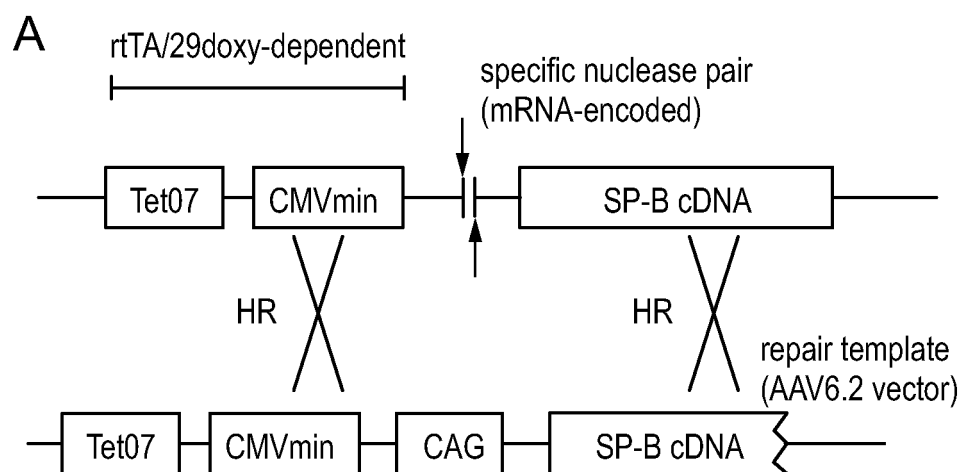 A
rtTA/29doxy-dependent
specific nuclease pair
(mRNA-encoded)
Tet07
CMVmin
SP-B cDNA
HR
HR
repair template
(AAV6.2 vector)
Tet07
CMVmin
CAG
SP-B cDNA